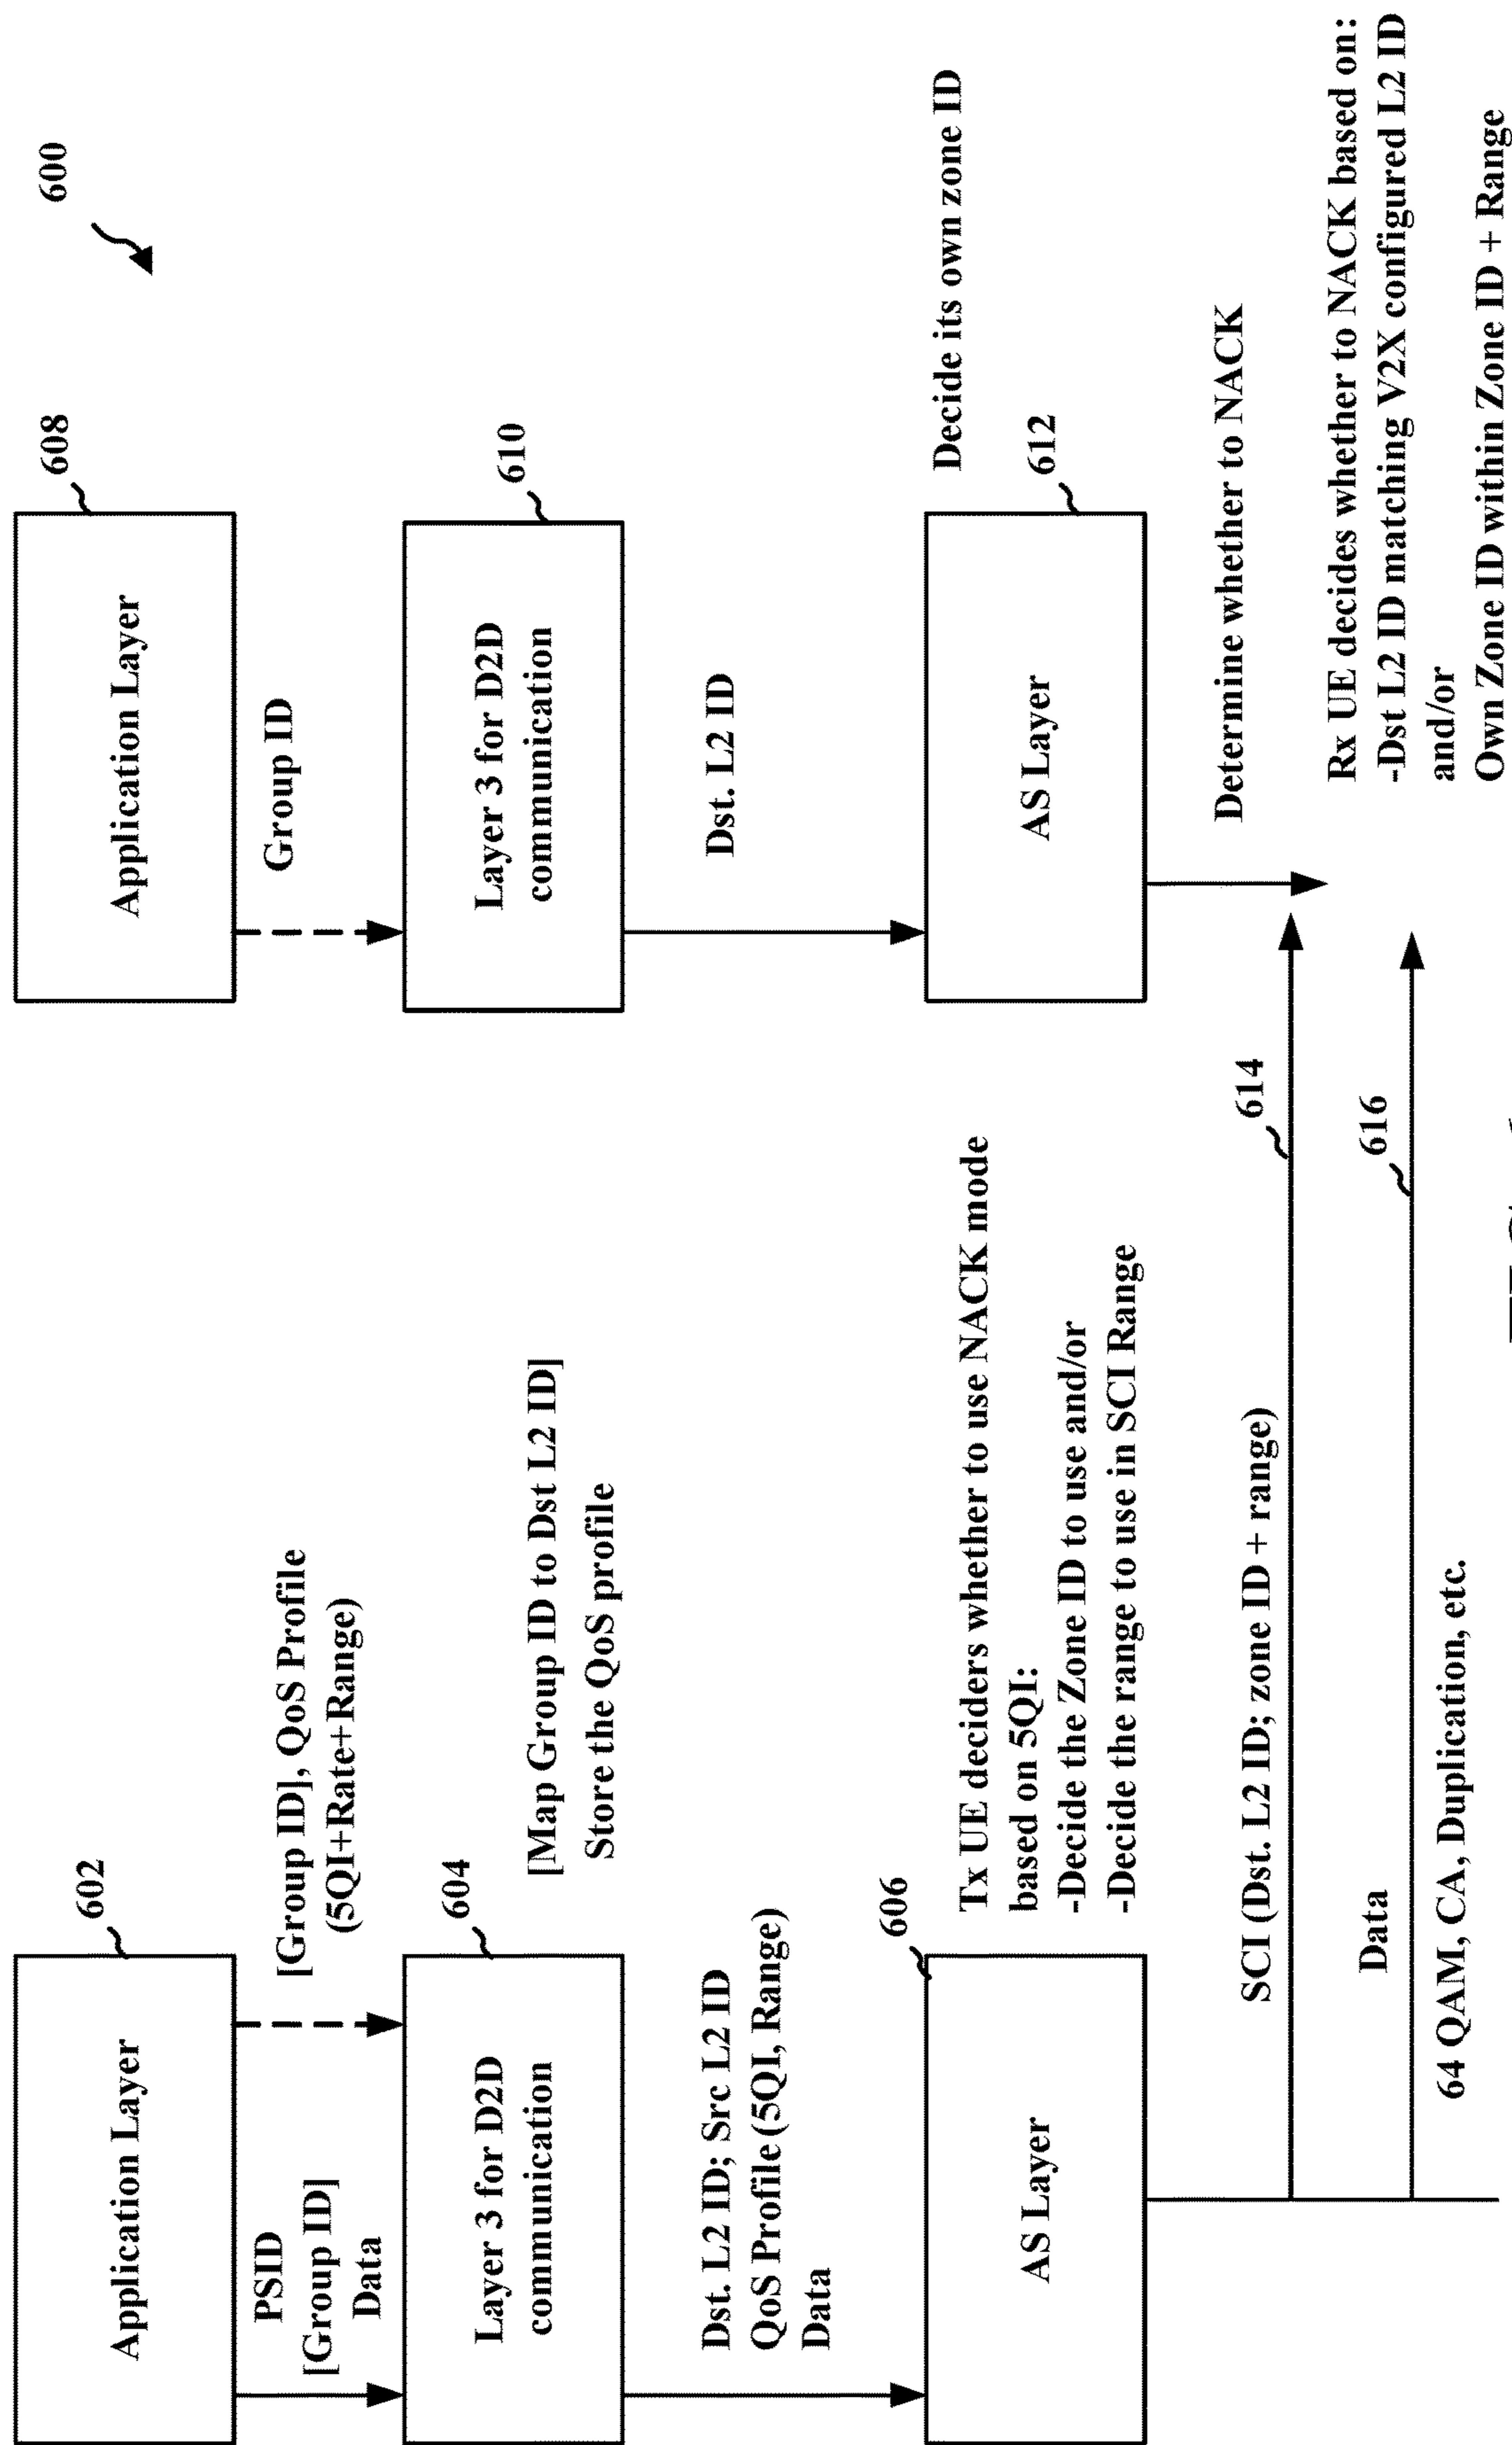 600
602
Application Layer
PSID
[Group ID]
Data
[Group ID], QoS Profile
(5QI+Rate+Range)
604
Layer 3 for D2D
communication
[Map Group ID to Dst L2 ID]
Store the QoS profile
Dst. L2 ID; Src L2 ID
QoS Profile (5QI, Range)
Data
606
AS Layer
Tx UE deciders whether to use NACK mode
based on 5QI:
-Decide the Zone ID to use and/or
-Decide the range to use in SCI Range
608
Application Layer
Group ID
610
Layer 3 for D2D
communication
Dst. L2 ID
Decide its own zone ID
612
AS Layer
Determine whether to NACK
SCI (Dst. L2 ID; zone ID + range)
614
Data
616
64 QAM, CA, Duplication, etc.
Rx UE decides whether to NACK based on:
-Dst L2 ID matching V2X configured L2 ID
and/or
Own Zone ID within Zone ID + Range